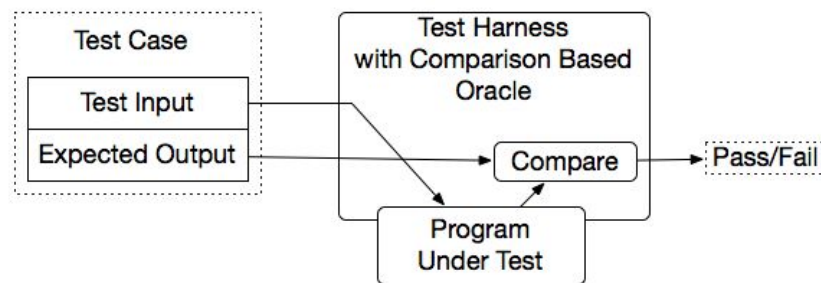 Test Case
Test Input
Expected Output
Test Harness
with Comparison Based
Oracle
Compare
Pass/Fail
Program
Under Test